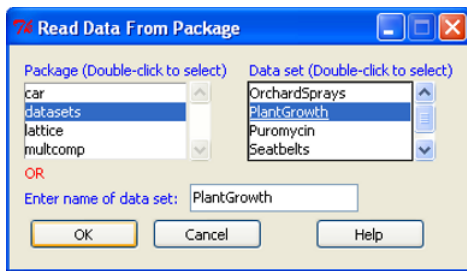 Read Data From Package
Package (Double-click to select) Data set (Double-click to select)
car OrchardSprays
datasets PlantGrowth
lattice Puromycin
multcomp Seatbelts
OR
Enter name of data set: PlantGrowth
OK Cancel Help